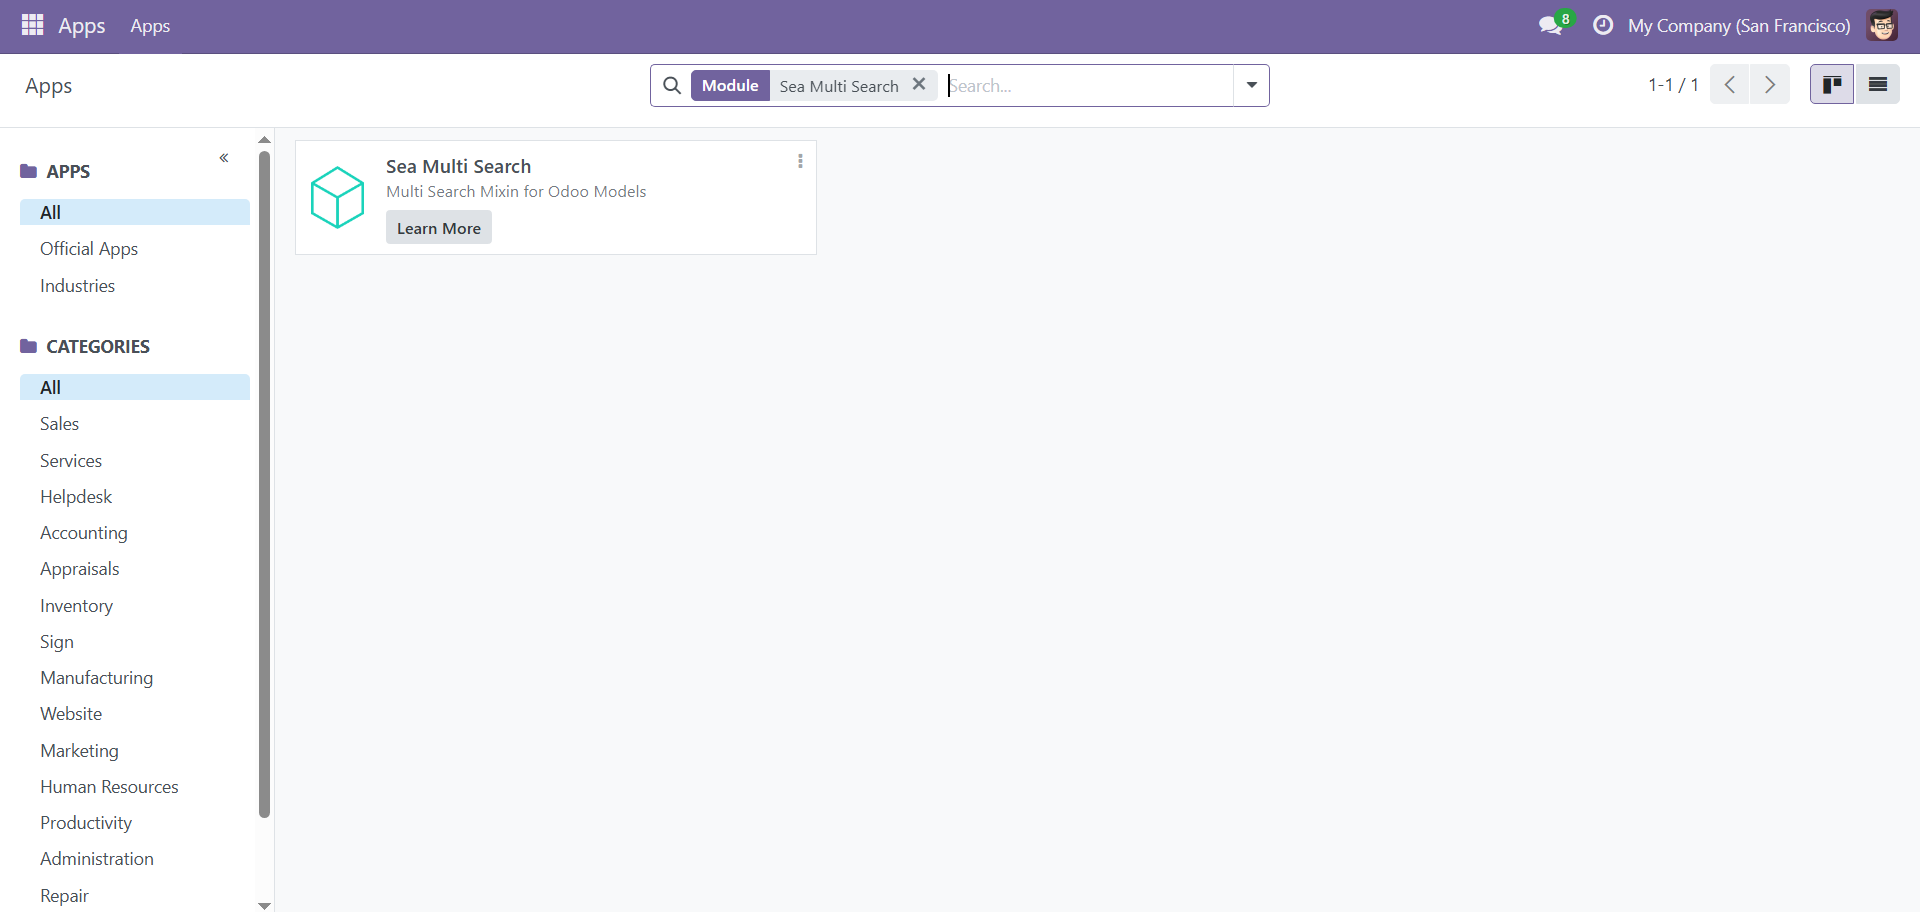 Apps Apps 8 My Company (San Francisco)
Apps Module Sea Multi Search Search... 1-1 / 1
APPS
All
Official Apps
Industries
CATEGORIES
All
Sales
Services
Helpdesk
Accounting
Appraisals
Inventory
Sign
Manufacturing
Website
Marketing
Human Resources
Productivity
Administration
Repair
Sea Multi Search
Multi Search Mixin for Odoo Models
Learn More